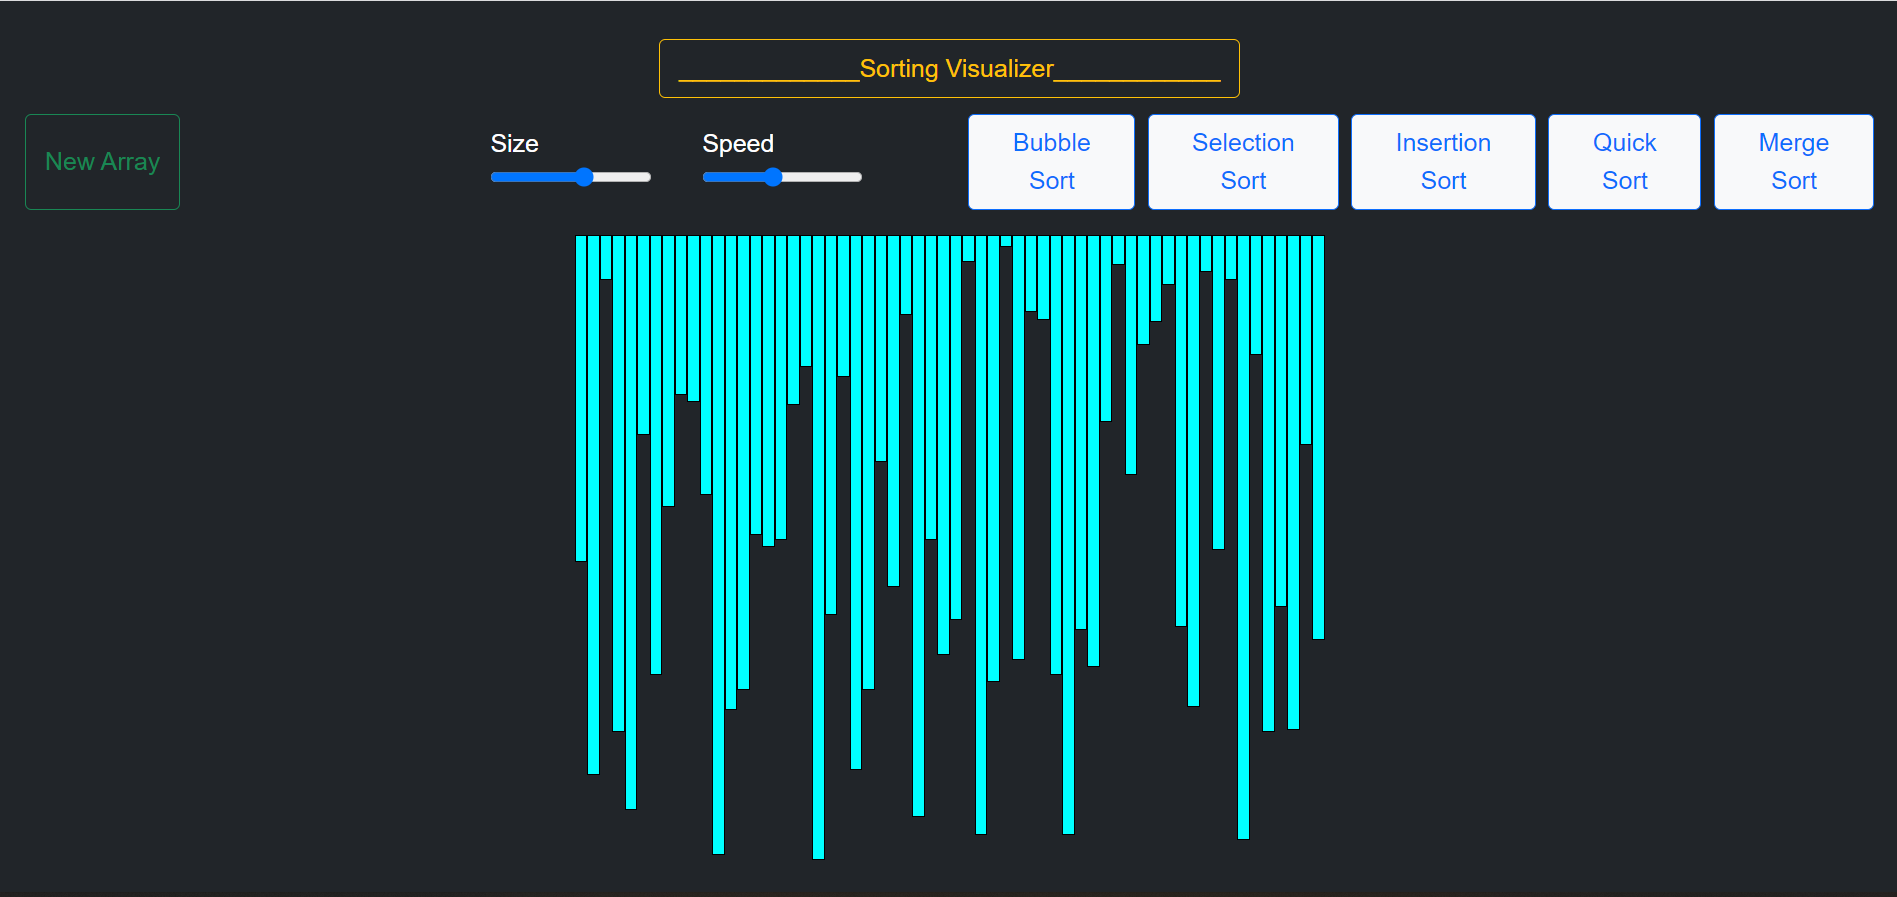 ____________Sorting Visualizer____________
New Array
Size
Speed
Bubble
Sort
Selection
Sort
Insertion
Sort
Quick
Sort
Merge
Sort